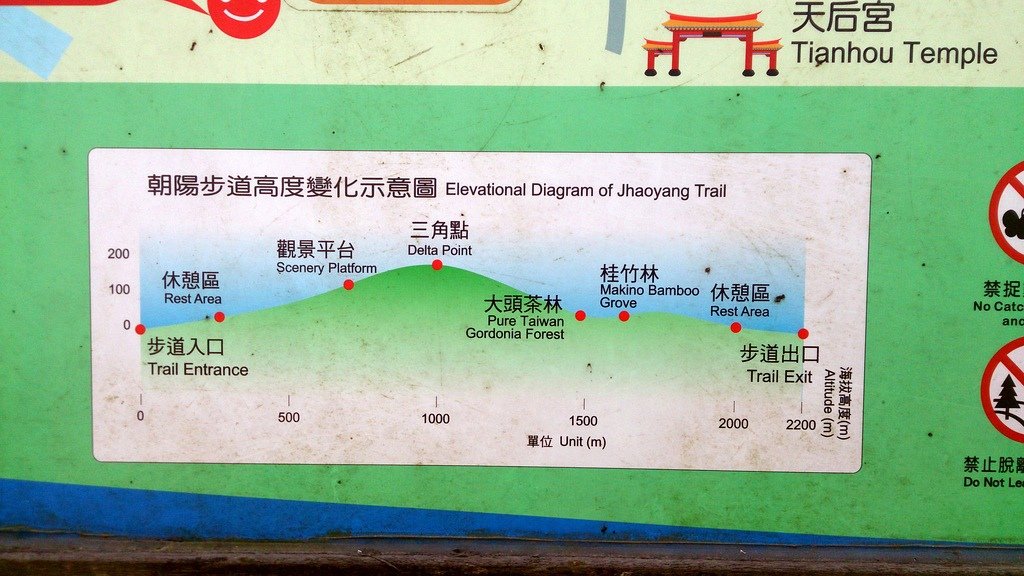 天后宮
Tianhou Temple
朝陽步道高度變化示意圖 Elevational Diagram of Jhaoyang Trail
三角點
Delta Point
觀景平台
Scenery Platform
200
100
0
休憩區
Rest Area
桂竹林
Makino Bamboo
Grove
大頭茶林
Pure Taiwan
Gordonia Forest
休憩區
Rest Area
步道入口
Trail Entrance
步道出口
Trail Exit
海拔高度(m)
Altitude (m)
0 500 1000 1500 2000 2200
單位 Unit (m)
禁捉
No Catc
and
禁止脫
Do Not Le